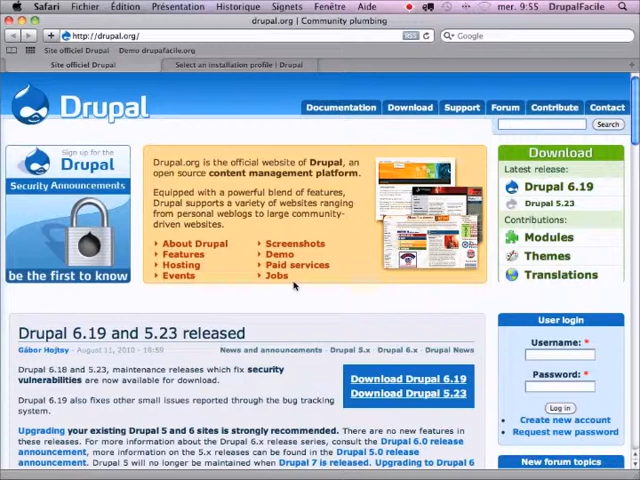 Safari Fichier Édition Présentation Historique Signets Fenêtre Aide mer. 9:55 DrupalFacile
drupal.org | Community plumbing
http://drupal.org/ RSS Google
Site officiel Drupal Demo drupafacile.org
Site officiel Drupal Select an installation profile | Drupal
Drupal
Documentation Download Support Forum Contribute Contact
Search
Sign up for the
Drupal
Security Announcements
be the first to know
Drupal.org is the official website of Drupal, an
open source content management platform.
Equipped with a powerful blend of features,
Drupal supports a variety of websites ranging
from personal weblogs to large community-
driven websites.
About Drupal Screenshots
Features Demo
Hosting Paid services
Events Jobs
Download
Latest release:
Drupal 6.19
Drupal 5.23
Contributions:
Modules
Themes
Translations
Drupal 6.19 and 5.23 released
Gábor Hojtsy - August 11, 2010 - 18:59 News and announcements · Drupal 5.x · Drupal 6.x · Drupal News
Drupal 6.18 and 5.23, maintenance releases which fix security
vulnerabilities are now available for download.
Drupal 6.19 also fixes other small issues reported through the bug tracking
system.
Download Drupal 6.19
Download Drupal 5.23
Upgrading your existing Drupal 5 and 6 sites is strongly recommended. There are no new features in
these releases. For more information about the Drupal 6.x release series, consult the Drupal 6.0 release
announcement, more information on the 5.x releases can be found in the Drupal 5.0 release
announcement. Drupal 5 will no longer be maintained when Drupal 7 is released. Upgrading to Drupal 6
User login
Username: *
Password: *
Log in
Create new account
Request new password
New forum topics